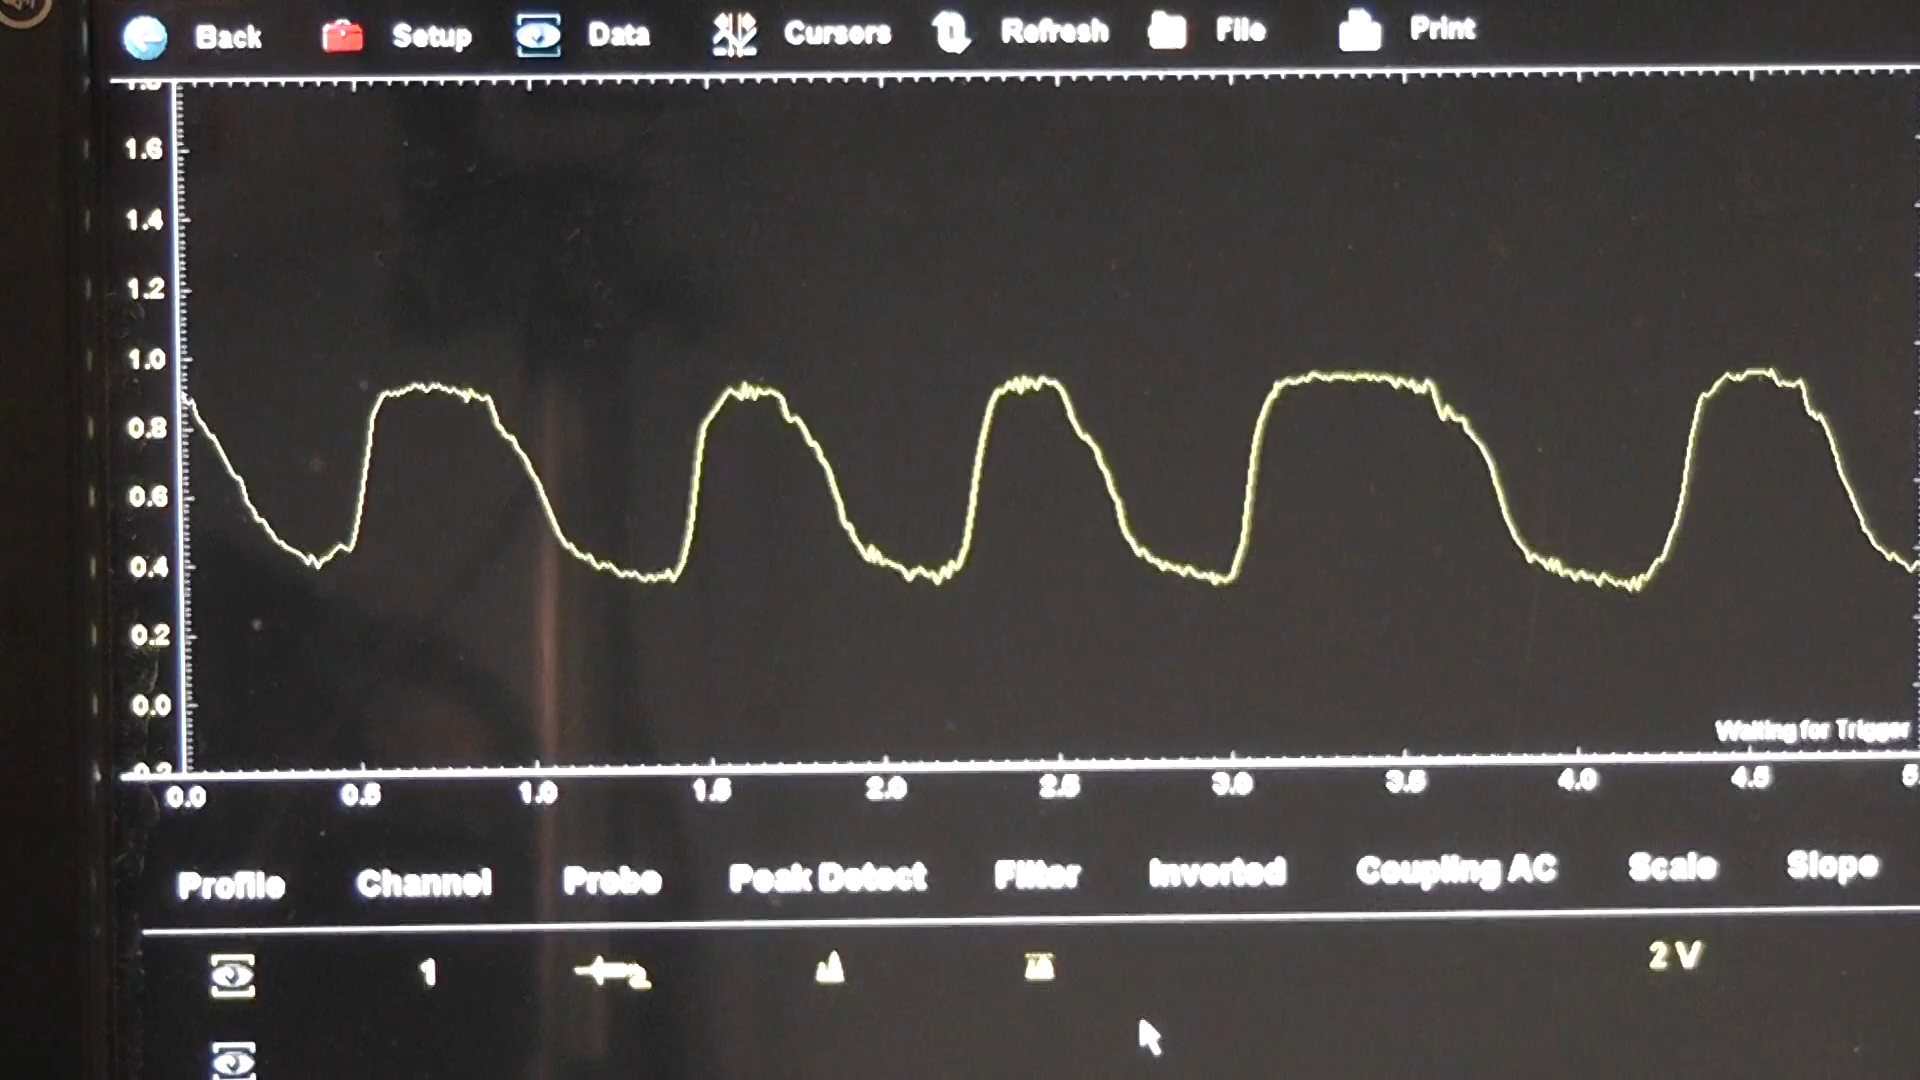 Back Setup Data Cursors Refresh File Print
1.8
1.6
1.4
1.2
1.0
0.8
0.6
0.4
0.2
0.0
Waiting for Trigger
0.0 0.5 1.0 1.5 2.0 2.5 3.0 3.5 4.0 4.5
Profile Channel Probe Peak Detect Filter Inverted Coupling AC Scale Slope
1 2 V